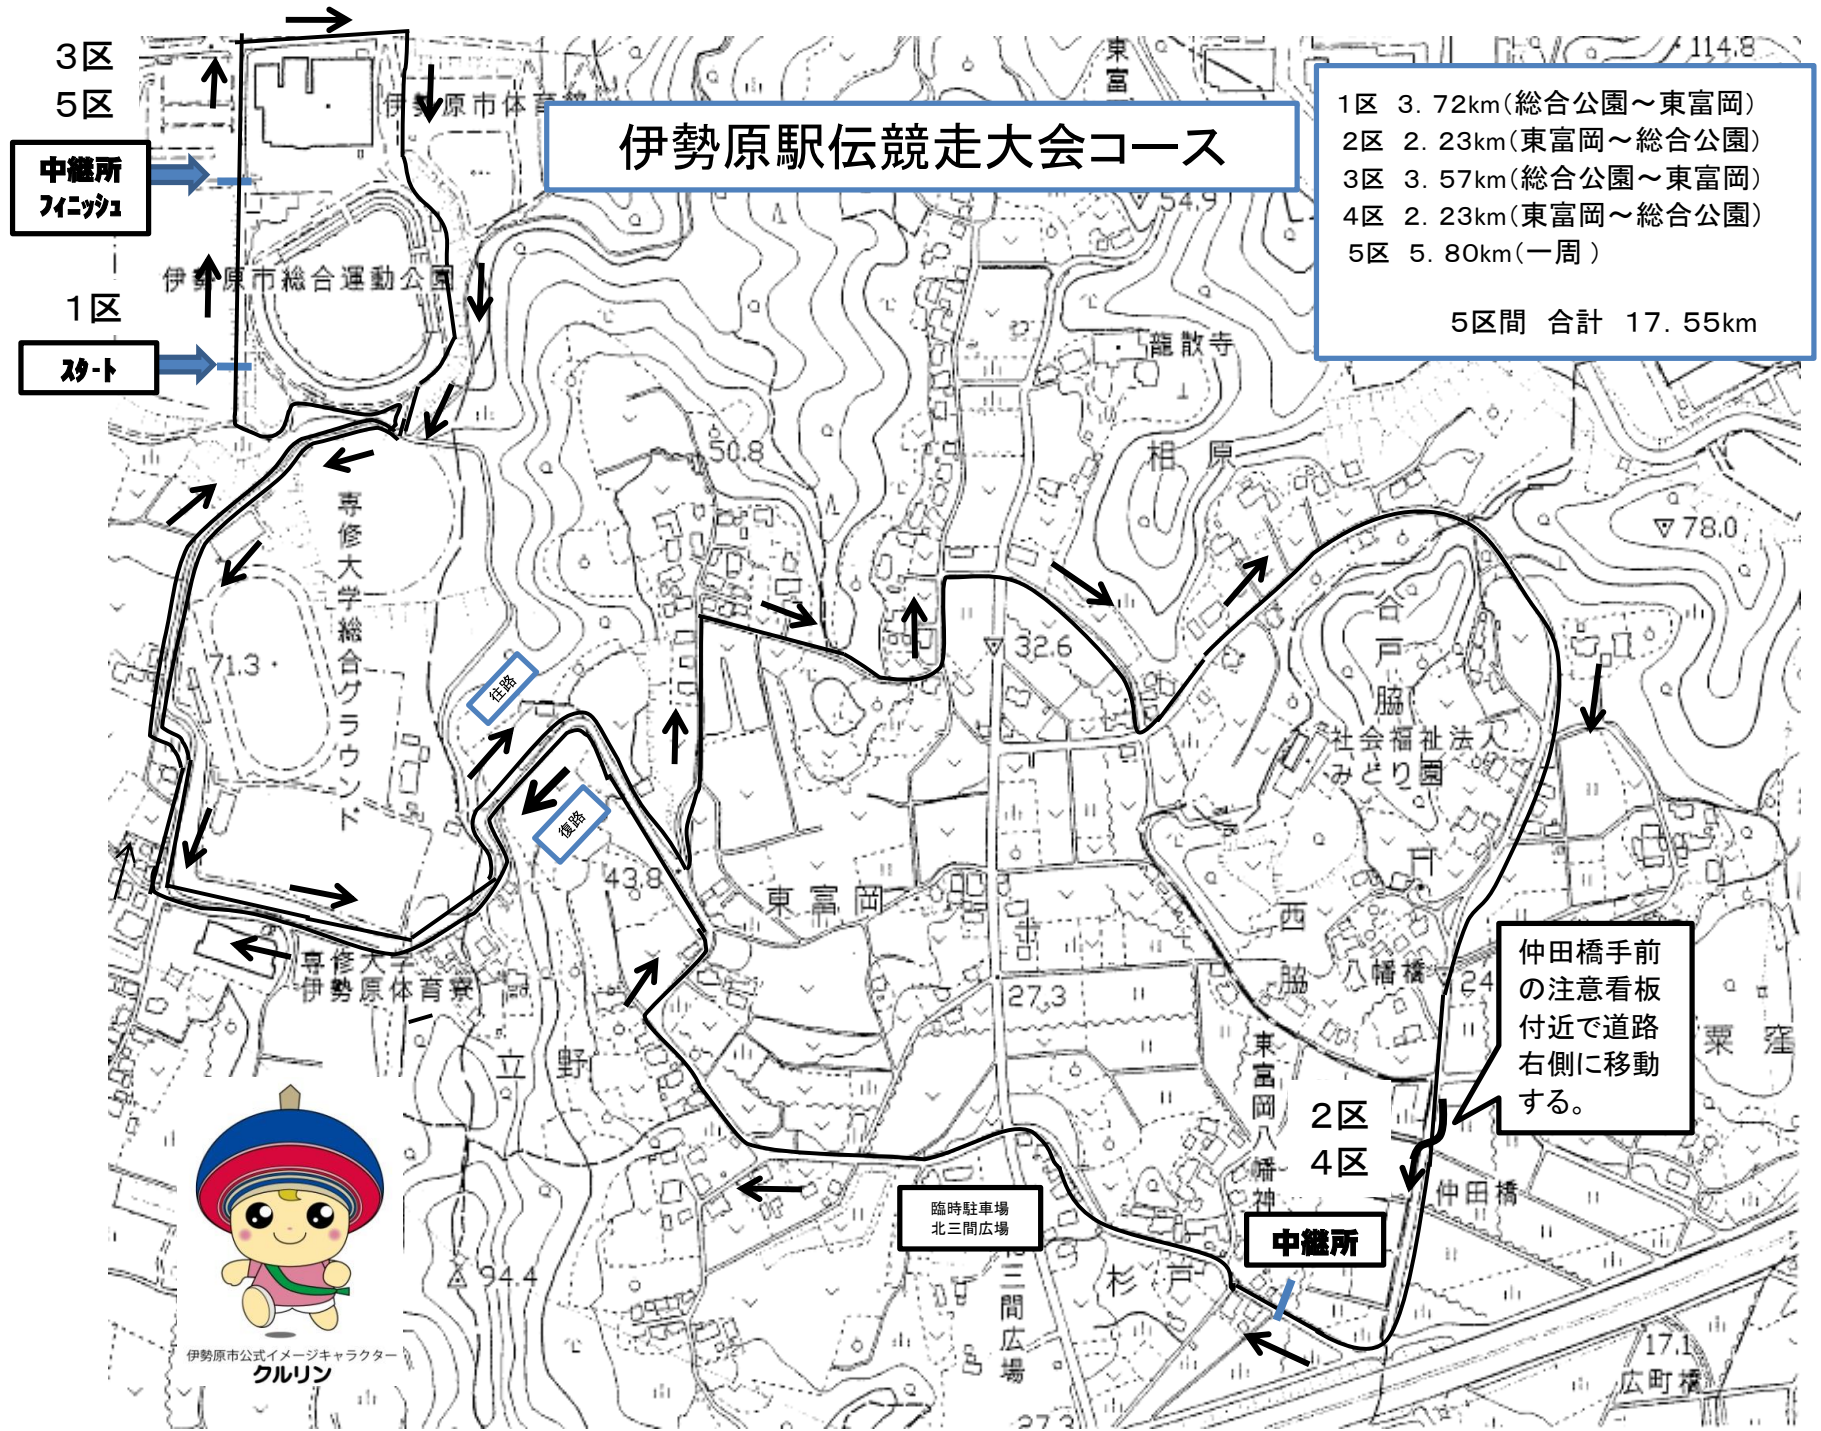 3区
5区
中継所
フィニッシュ
1区
スタート
伊勢原市体育館
伊勢原市総合運動公園
伊勢原駅伝競走大会コース
東富
114.8
54.9
1区 3.72km(総合公園～東富岡)
2区 2.23km(東富岡～総合公園)
3区 3.57km(総合公園～東富岡)
4区 2.23km(東富岡～総合公園)
5区 5.80km(一周)
5区間 合計 17.55km
龍散寺
相原
50.8
78.0
専修大学総合グラウンド
71.3
32.6
谷戸脇
往路
復路
社会福祉法人
みどり園
43.8
東富岡
西脇
八幡橋
24
27.3
専修大学
伊勢原体育寮
立野
仲田橋手前
の注意看板
付近で道路
右側に移動
する。
粟窪
東富岡八幡神
2区
4区
仲田橋
中継所
臨時駐車場
北三間広場
三間広場
杉戸
94.4
17.1
広町橋
27.3
伊勢原市公式イメージキャラクター
クルリン